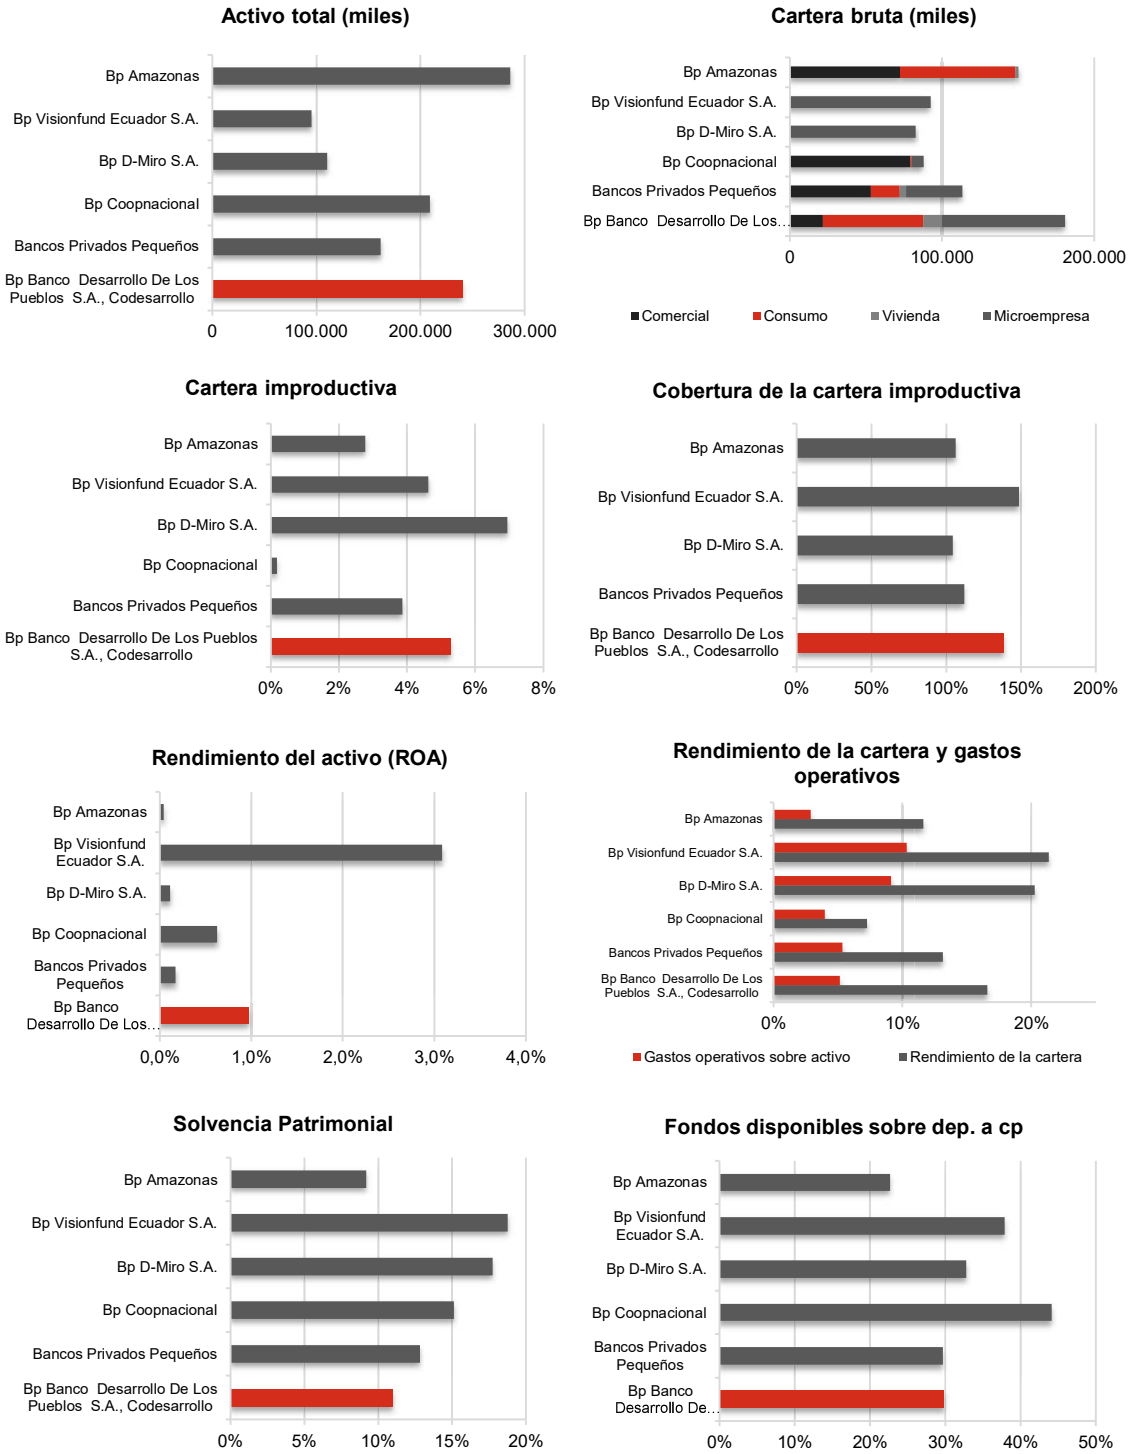 Activo total (miles)
Bp Amazonas
Bp Visionfund Ecuador S.A.
Bp D-Miro S.A.
Bp Coopnacional
Bancos Privados Pequeños
Bp Banco  Desarrollo De Los
Pueblos  S.A., Codesarrollo
0 100.000 200.000 300.000
Cartera bruta (miles)
Bp Amazonas
Bp Visionfund Ecuador S.A.
Bp D-Miro S.A.
Bp Coopnacional
Bancos Privados Pequeños
Bp Banco  Desarrollo De Los…
0 100.000 200.000
Comercial Consumo Vivienda Microempresa
Cartera improductiva
Bp Amazonas
Bp Visionfund Ecuador S.A.
Bp D-Miro S.A.
Bp Coopnacional
Bancos Privados Pequeños
Bp Banco  Desarrollo De Los Pueblos
S.A., Codesarrollo
0% 2% 4% 6% 8%
Cobertura de la cartera improductiva
Bp Amazonas
Bp Visionfund Ecuador S.A.
Bp D-Miro S.A.
Bancos Privados Pequeños
Bp Banco  Desarrollo De Los
Pueblos  S.A., Codesarrollo
0% 50% 100% 150% 200%
Rendimiento del activo (ROA)
Bp Amazonas
Bp Visionfund
Ecuador S.A.
Bp D-Miro S.A.
Bp Coopnacional
Bancos Privados
Pequeños
Bp Banco
Desarrollo De Los…
0,0% 1,0% 2,0% 3,0% 4,0%
Rendimiento de la cartera y gastos
operativos
Bp Amazonas
Bp Visionfund Ecuador S.A.
Bp D-Miro S.A.
Bp Coopnacional
Bancos Privados Pequeños
Bp Banco  Desarrollo De Los
Pueblos  S.A., Codesarrollo
0% 10% 20%
Gastos operativos sobre activo Rendimiento de la cartera
Solvencia Patrimonial
Bp Amazonas
Bp Visionfund Ecuador S.A.
Bp D-Miro S.A.
Bp Coopnacional
Bancos Privados Pequeños
Bp Banco  Desarrollo De Los
Pueblos  S.A., Codesarrollo
0% 5% 10% 15% 20%
Fondos disponibles sobre dep. a cp
Bp Amazonas
Bp Visionfund
Ecuador S.A.
Bp D-Miro S.A.
Bp Coopnacional
Bancos Privados
Pequeños
Bp Banco
Desarrollo De…
0% 10% 20% 30% 40% 50%